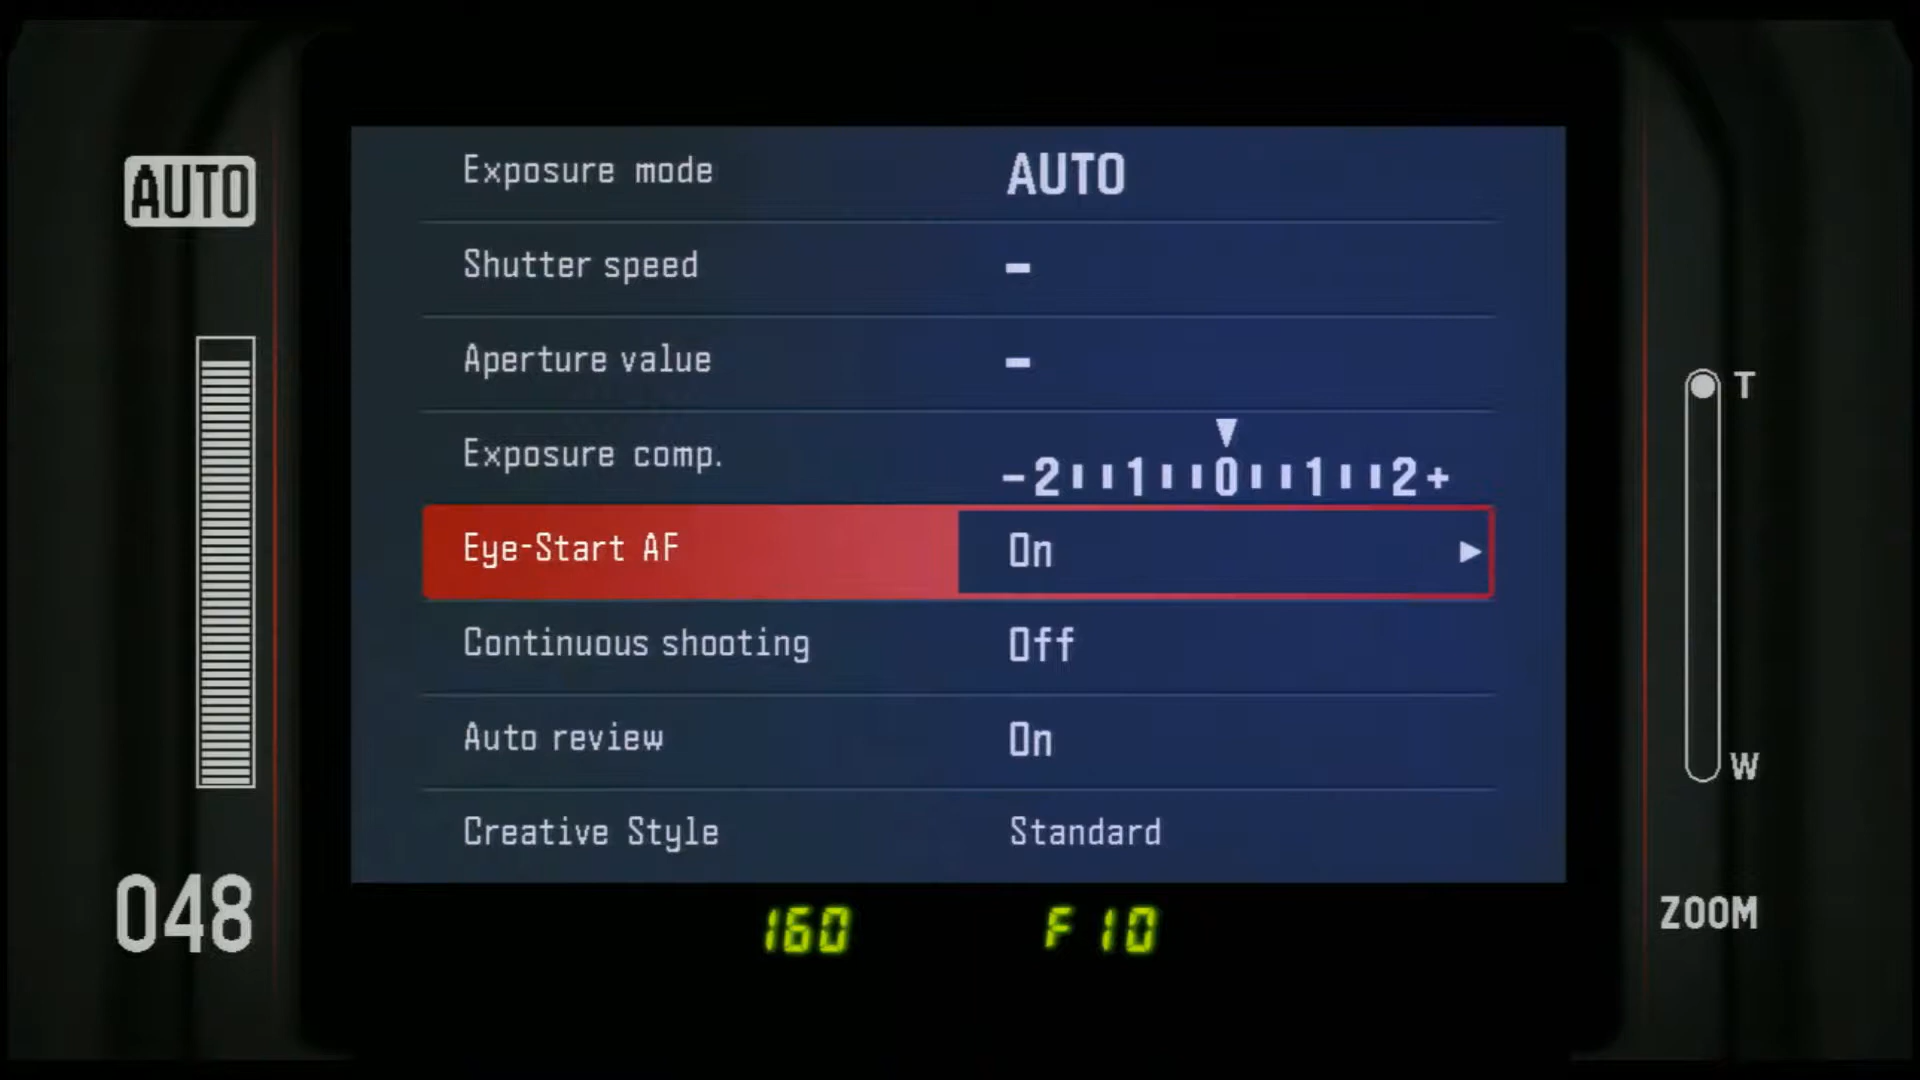 AUTO
Exposure mode AUTO
Shutter speed -
Aperture value -
Exposure comp. -2 1 0 1 2+
Eye-Start AF On
Continuous shooting Off
Auto review On
Creative Style Standard
T
W
048
160 F10
ZOOM